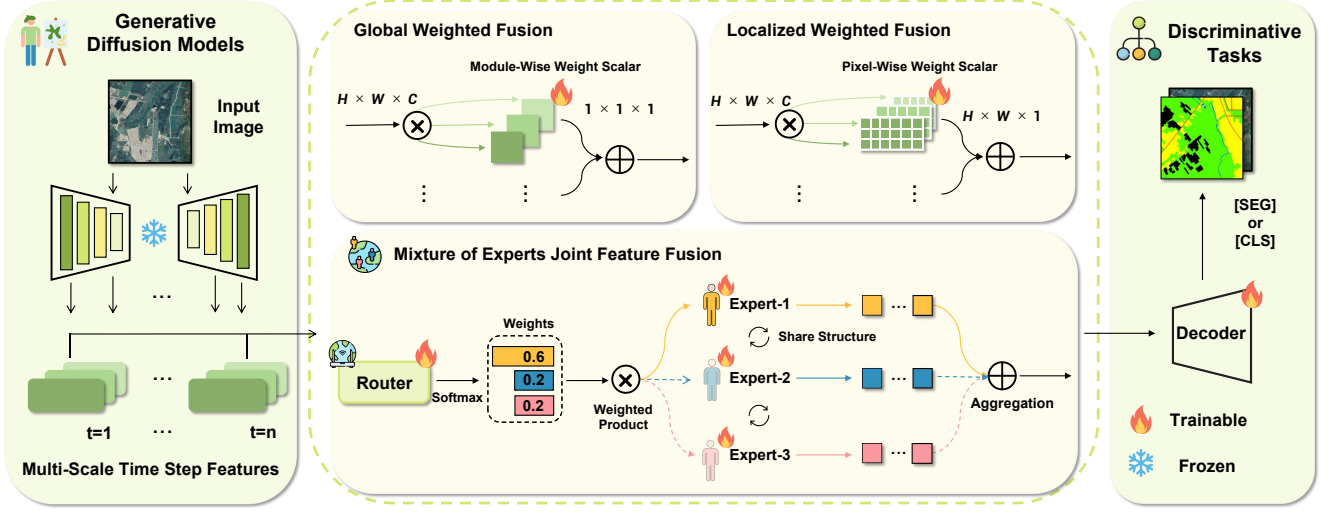 Generative
Diffusion Models
Input
Image
...
... ...
t=1 ... t=n
Multi-Scale Time Step Features
Global Weighted Fusion
Module-Wise Weight Scalar
H × W × C
1 × 1 × 1
⋮ ⋮
Localized Weighted Fusion
Pixel-Wise Weight Scalar
H × W × C
H × W × 1
⋮ ⋮
Mixture of Experts Joint Feature Fusion
Router
Softmax
Weights
0.6
0.2
0.2
Weighted
Product
Expert-1
...
Share Structure
Expert-2
...
Expert-3
...
Aggregation
Discriminative
Tasks
[SEG]
or
[CLS]
Decoder
Trainable
Frozen